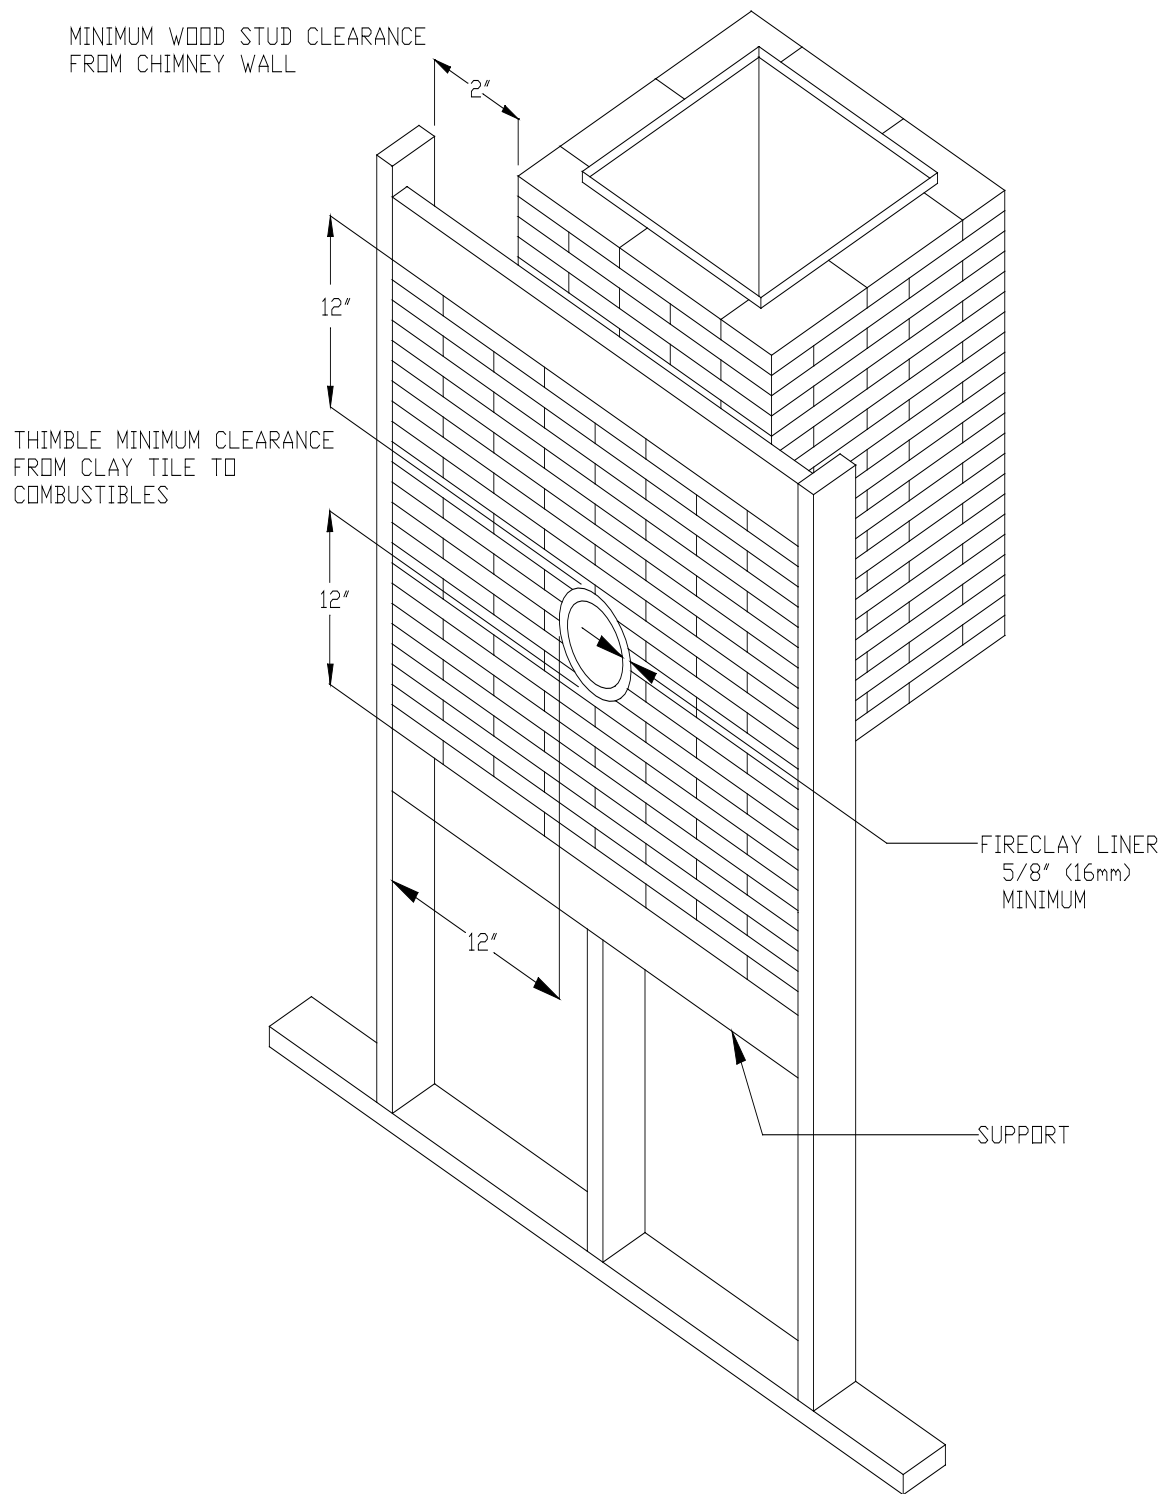 MINIMUM WOOD STUD CLEARANCE
FROM CHIMNEY WALL
2"
12"
THIMBLE MINIMUM CLEARANCE
FROM CLAY TILE TO
COMBUSTIBLES
12"
FIRECLAY LINER
5/8" (16mm)
MINIMUM
12"
SUPPORT